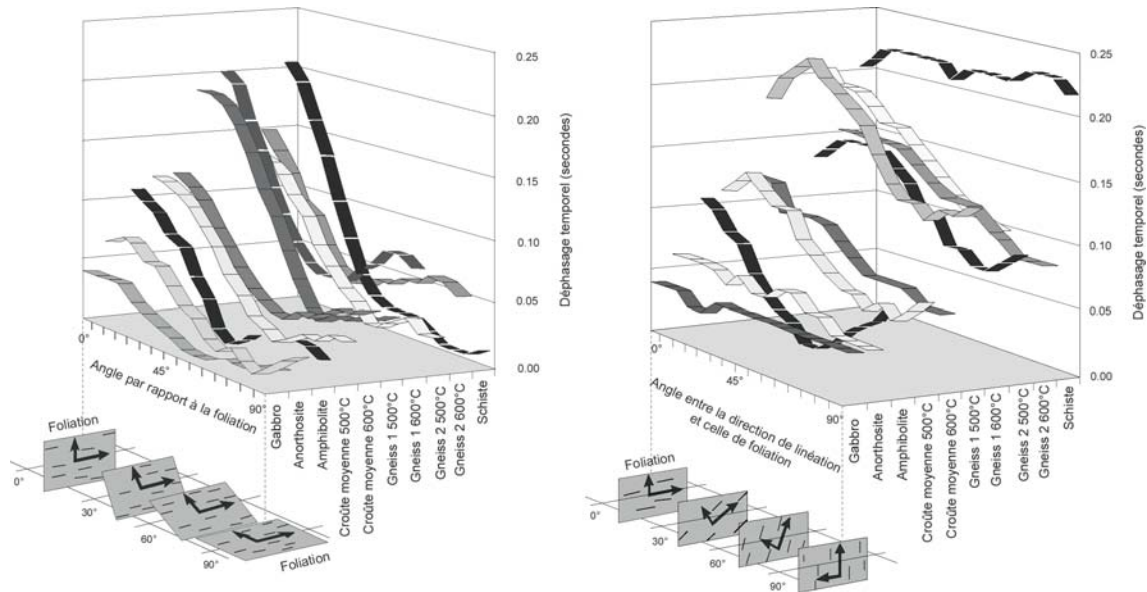 0.25
0.20
0.15
0.10
0.05
0.00
Déphasage temporel (secondes)
0°
45°
90°
Angle par rapport à la foliation
Gabbro
Anorthosite
Amphibolite
Croûte moyenne 500°C
Croûte moyenne 600°C
Gneiss 1 500°C
Gneiss 1 600°C
Gneiss 2 500°C
Gneiss 2 600°C
Schiste
Foliation
0°
30°
60°
90°
Foliation
0.25
0.20
0.15
0.10
0.05
0.00
Déphasage temporel (secondes)
0°
45°
90°
Angle entre la direction de linéation
et celle de foliation
Gabbro
Anorthosite
Amphibolite
Croûte moyenne 500°C
Croûte moyenne 600°C
Gneiss 1 500°C
Gneiss 1 600°C
Gneiss 2 500°C
Gneiss 2 600°C
Schiste
Foliation
0°
30°
60°
90°